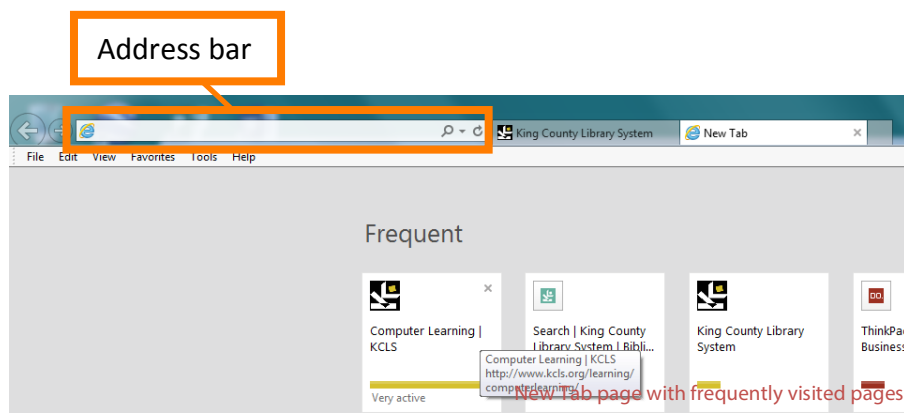 Address bar
King County Library System
New Tab
File Edit View Favorites Tools Help
Frequent
Computer Learning |
KCLS
Very active
Search | King County
Library System | Bibli...
King County Library
System
DO.
ThinkPa
Business
Computer Learning | KCLS
http://www.kcls.org/learning/
computerlearning/
New Tab page with frequently visited pages